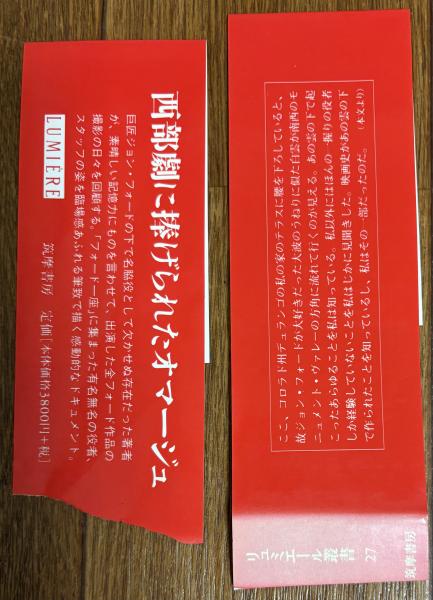 西部劇に捧げられたオマージュ
巨匠ジョン・フォードの下で名脇役として欠かせぬ存在だった著者
が、素晴しい記憶力にものを言わせて、出演した全フォード作品の
撮影の日々を回顧する。「フォード一座」に集まった有名無名の役者、
スタッフの姿を臨場感あふれる筆致で描く感動的なドキュメント。
LUMIÈRE
筑摩書房 定価[本体価格3800円+税]
ここ、コロラド州デュランゴの私の家のテラスに腰を下ろしていると、
故ジョン・フォードが大好きだった大波のうねりに似た白雲が南西のモ
ニュメント・ヴァレーの方角に流れて行くのが見える。あの雲の下で起
こったあらゆることを私は知っている。私以外にはほんの一握りの役者
しか経験していないことを私はじかに見聞きした。映画史があの雲の下
で作られたことを知っているし、私はその一部だったのだ。 (本文より)
リュミエール叢書
27
筑摩書房